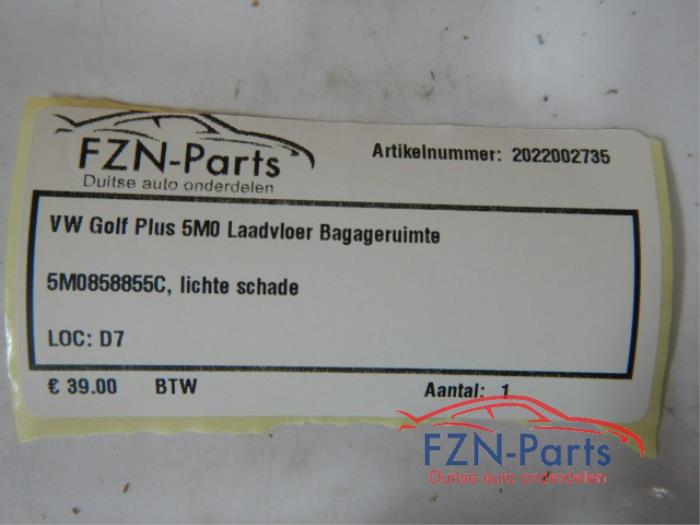 FZN-Parts
Duitse auto onderdelen
Artikelnummer: 2022002735
VW Golf Plus 5M0 Laadvloer Bagageruimte
5M0858855C, lichte schade
LOC: D7
€ 39.00 BTW Aantal: 1
FZN-Parts
Duitse auto onderdelen